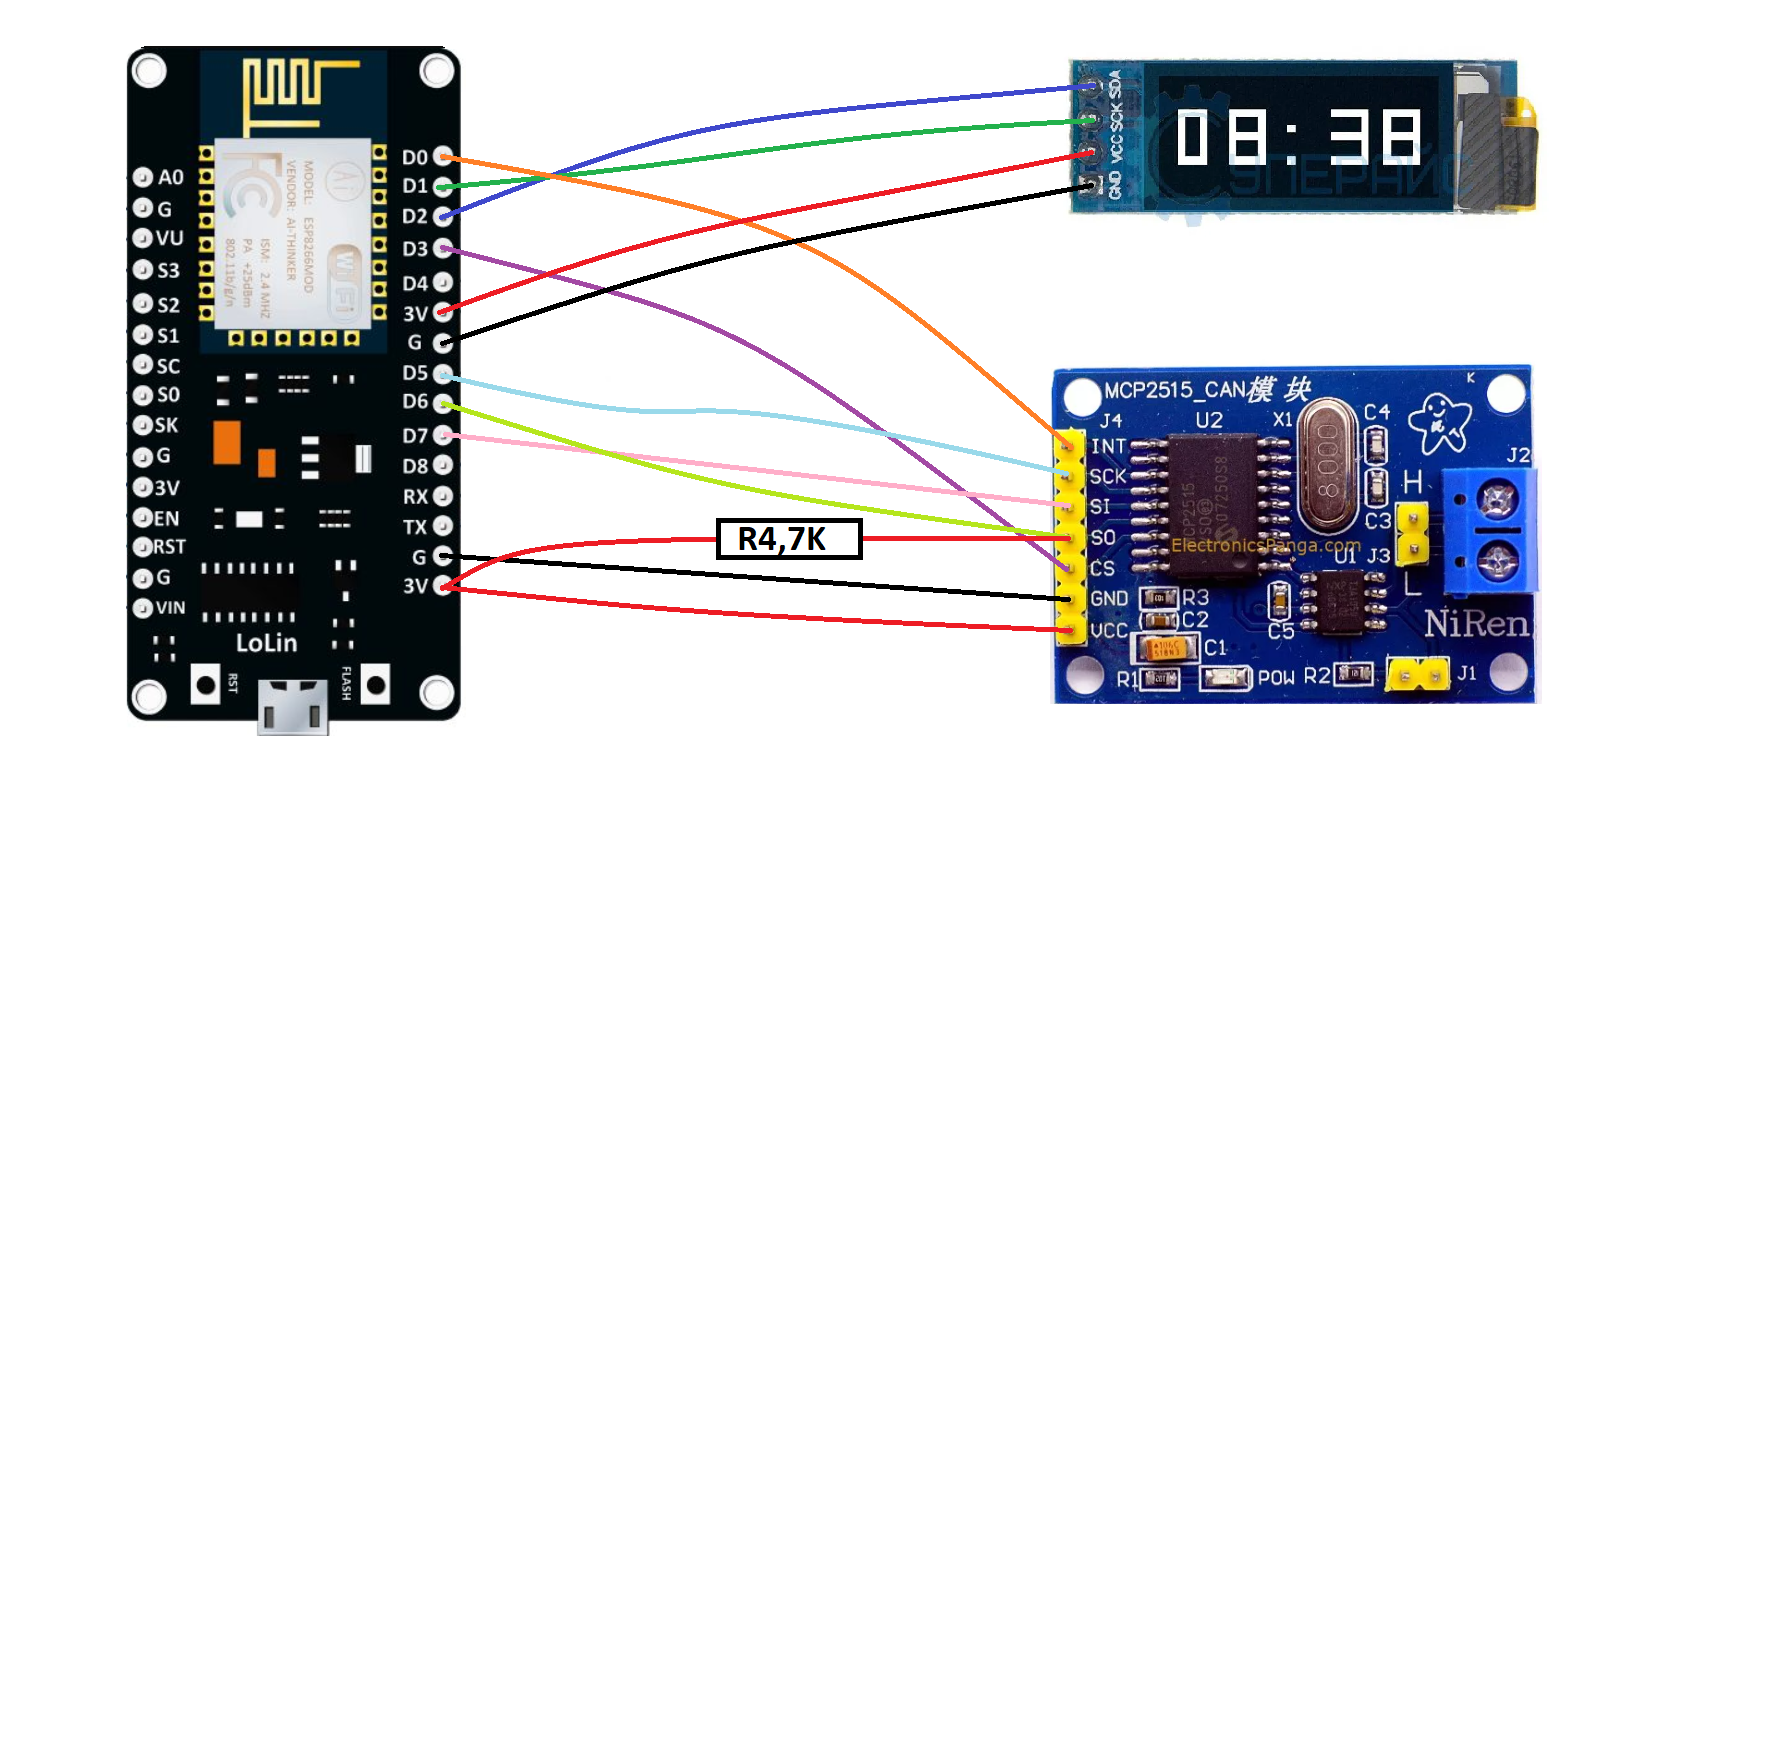 A0
G
VU
S3
S2
S1
SC
S0
SK
G
3V
EN
RST
G
VIN
MODEL: ESP8266MOD
VENDOR: AI-THINKER
ISM: 2.4 MHZ
PA +25dBm
802.11b/g/n
Wi Fi
D0
D1
D2
D3
D4
3V
G
D5
D6
D7
D8
RX
TX
G
3V
LoLin
RST
FLASH
R4,7K
SDA
SCK
VCC
GND
08:38
MCP2515_CAN模块
K
J4
U2
X1
C4
INT
SCK
SI
SO
CS
GND
VCC
8.000
J2
H
C3
J3
L
U1
ElectronicsPanga.com
R3
C2
C1
C5
NiRen
R1
POW
R2
J1